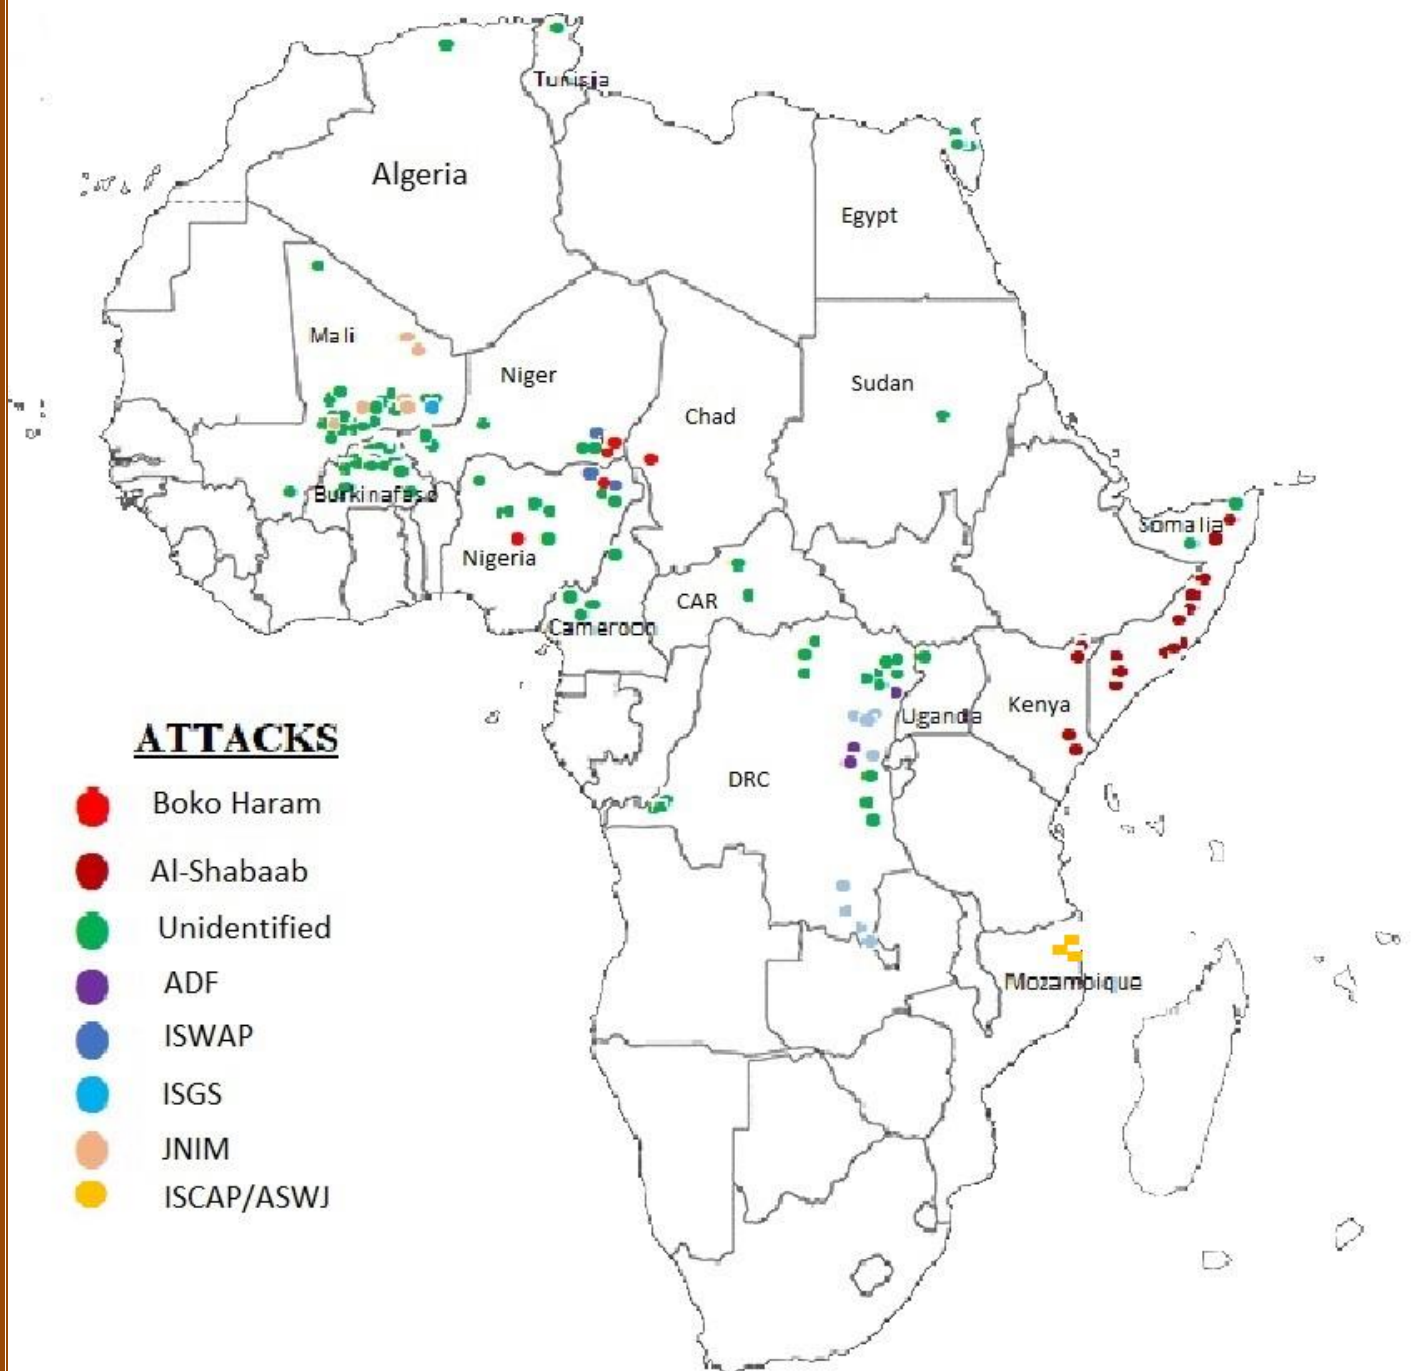 Tunisia
Algeria
Egypt
Mali
Niger
Chad
Sudan
Burkinafaso
Nigeria
Somalia
CAR
Cameroon
Kenya
Uganda
DRC
Mozambique
ATTACKS
Boko Haram
Al-Shabaab
Unidentified
ADF
ISWAP
ISGS
JNIM
ISCAP/ASWJ